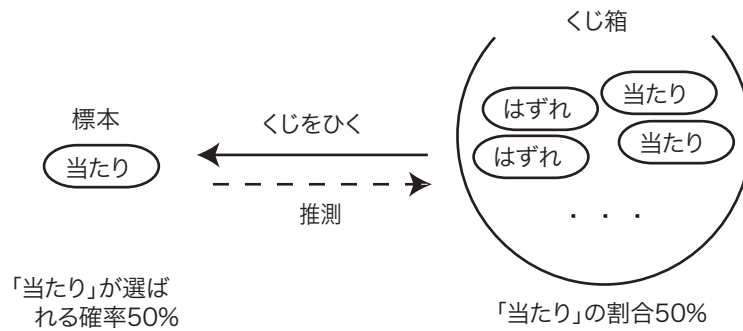 くじ箱
はずれ
当たり
はずれ
当たり
・・・
標本
当たり
くじをひく
推測
「当たり」が選ば
れる確率50%
「当たり」の割合50%